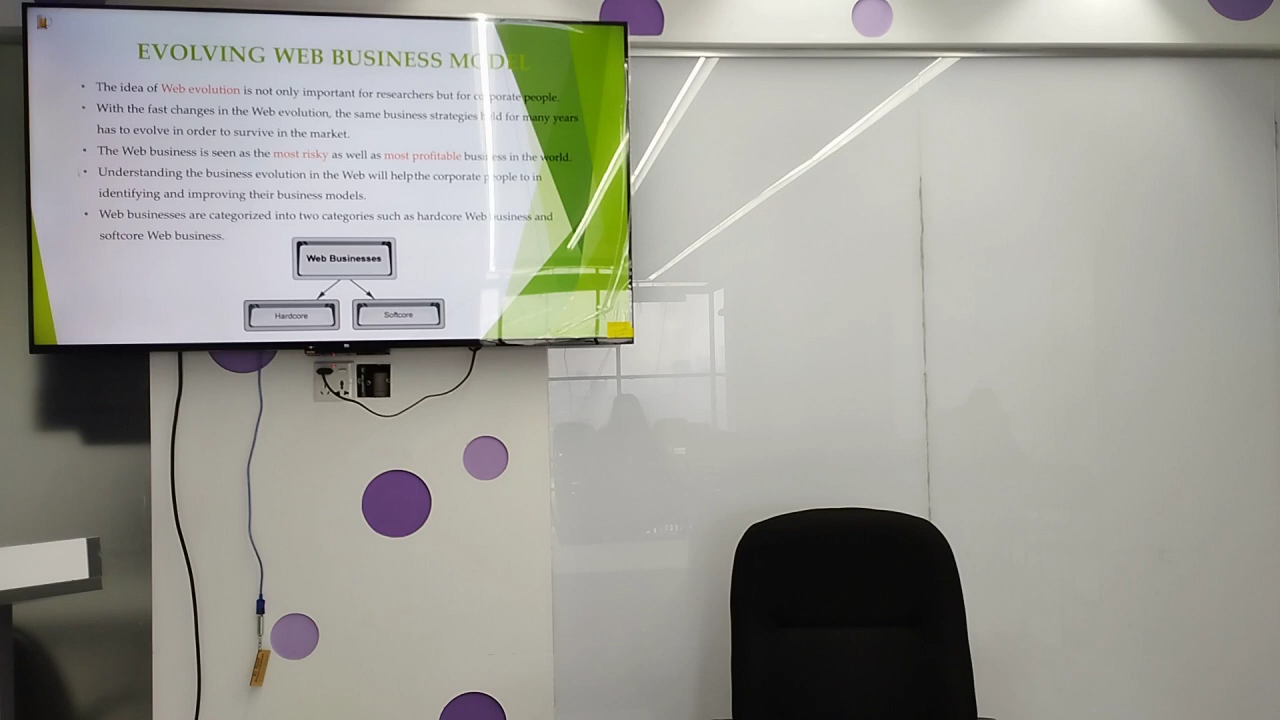 EVOLVING WEB BUSINESS MODEL
• The idea of Web evolution is not only important for researchers but for corporate people.
• With the fast changes in the Web evolution, the same business strategies held for many years
has to evolve in order to survive in the market.
• The Web business is seen as the most risky as well as most profitable business in the world.
• Understanding the business evolution in the Web will help the corporate people to in
identifying and improving their business models.
• Web businesses are categorized into two categories such as hardcore Web business and
softcore Web business.
Web Businesses
Hardcore Softcore